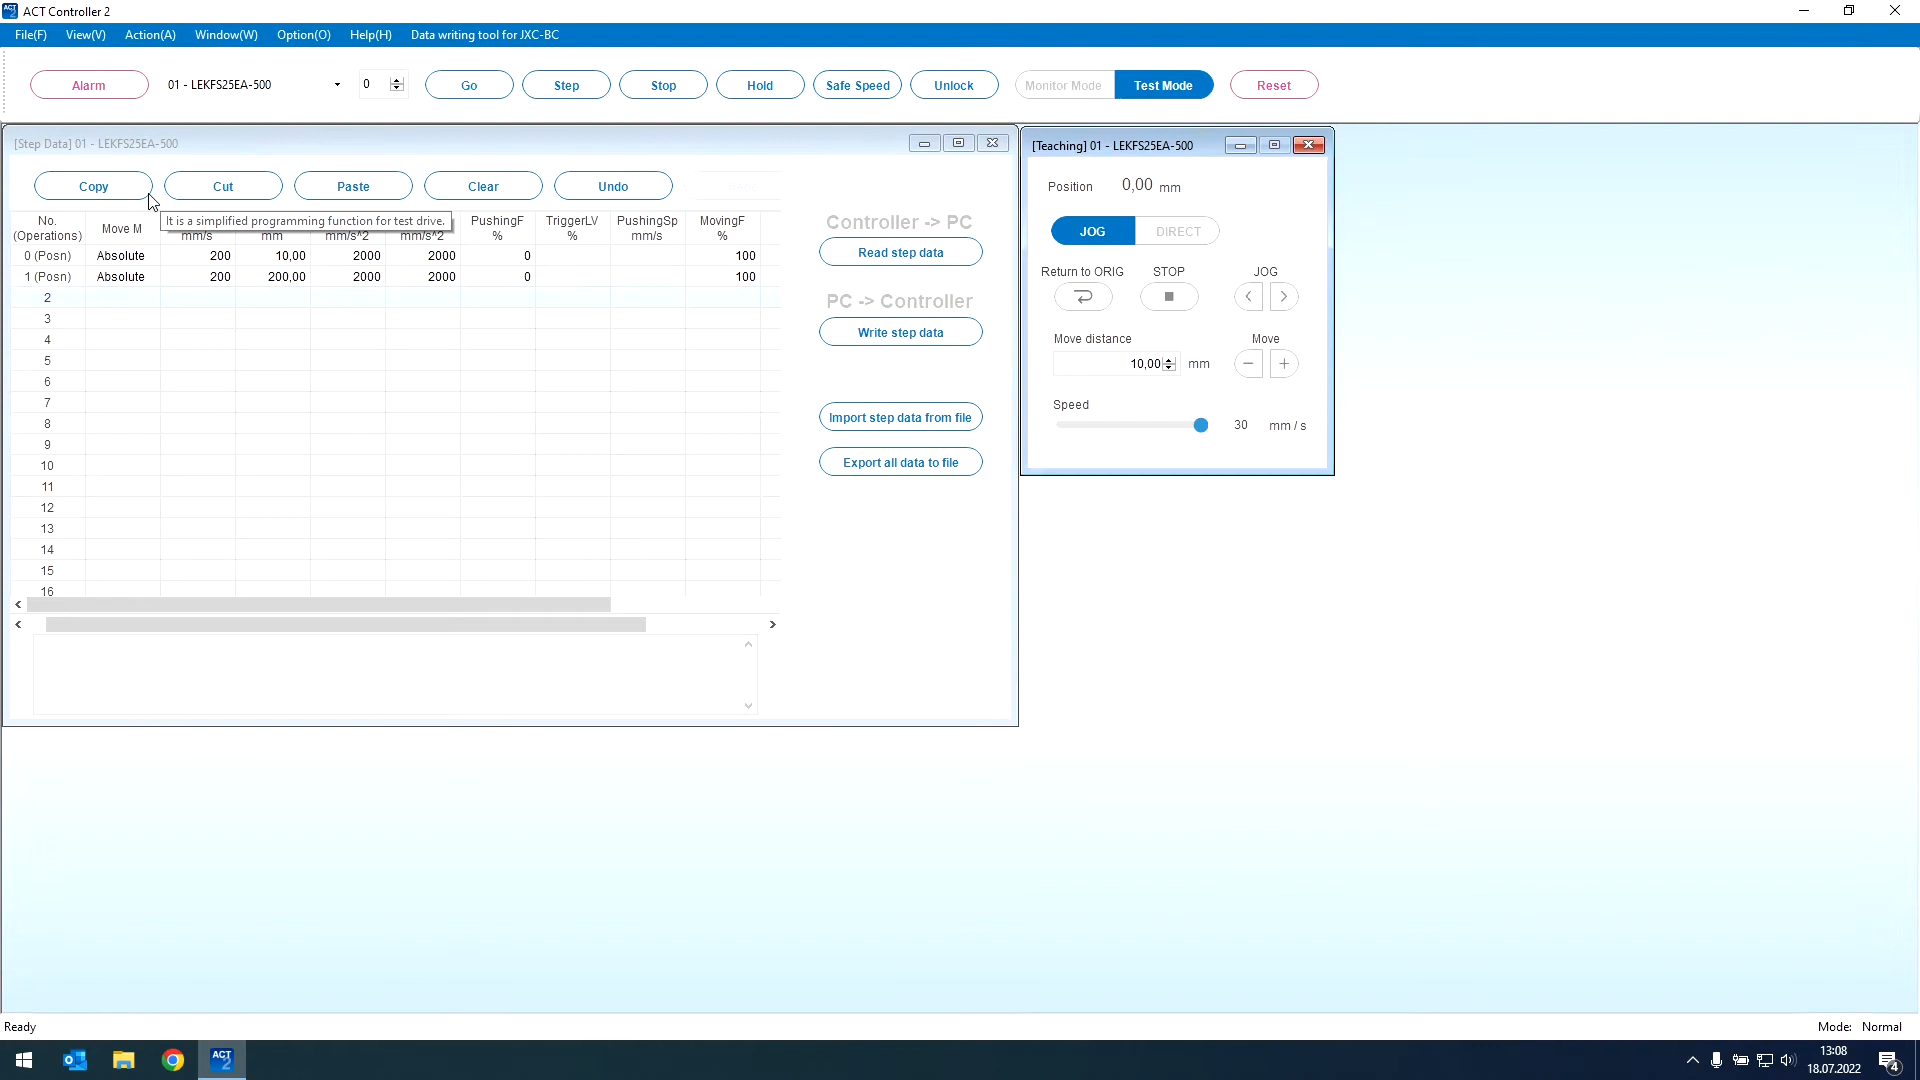 ACT Controller 2
File(F) View(V) Action(A) Window(W) Option(O) Help(H) Data writing tool for JXC-BC
Alarm 01 - LEKFS25EA-500 0 Go Step Stop Hold Safe Speed Unlock Monitor Mode Test Mode Reset
[Step Data] 01 - LEKFS25EA-500
Copy Cut Paste Clear Undo
It is a simplified programming function for test drive.
No. (Operations) Move M mm/s mm mm/s^2 mm/s^2 PushingF % TriggerLV % PushingSp mm/s MovingF %
0 (Posn) Absolute 200 10,00 2000 2000 0 100
1 (Posn) Absolute 200 200,00 2000 2000 0 100
2
3
4
5
6
7
8
9
10
11
12
13
14
15
16
Controller -> PC
Read step data
PC -> Controller
Write step data
Import step data from file
Export all data to file
[Teaching] 01 - LEKFS25EA-500
Position 0,00 mm
JOG DIRECT
Return to ORIG STOP JOG
Move distance Move
10,00 mm
Speed
30 mm / s
Ready Mode: Normal
ACT 2
13:08
18.07.2022
4